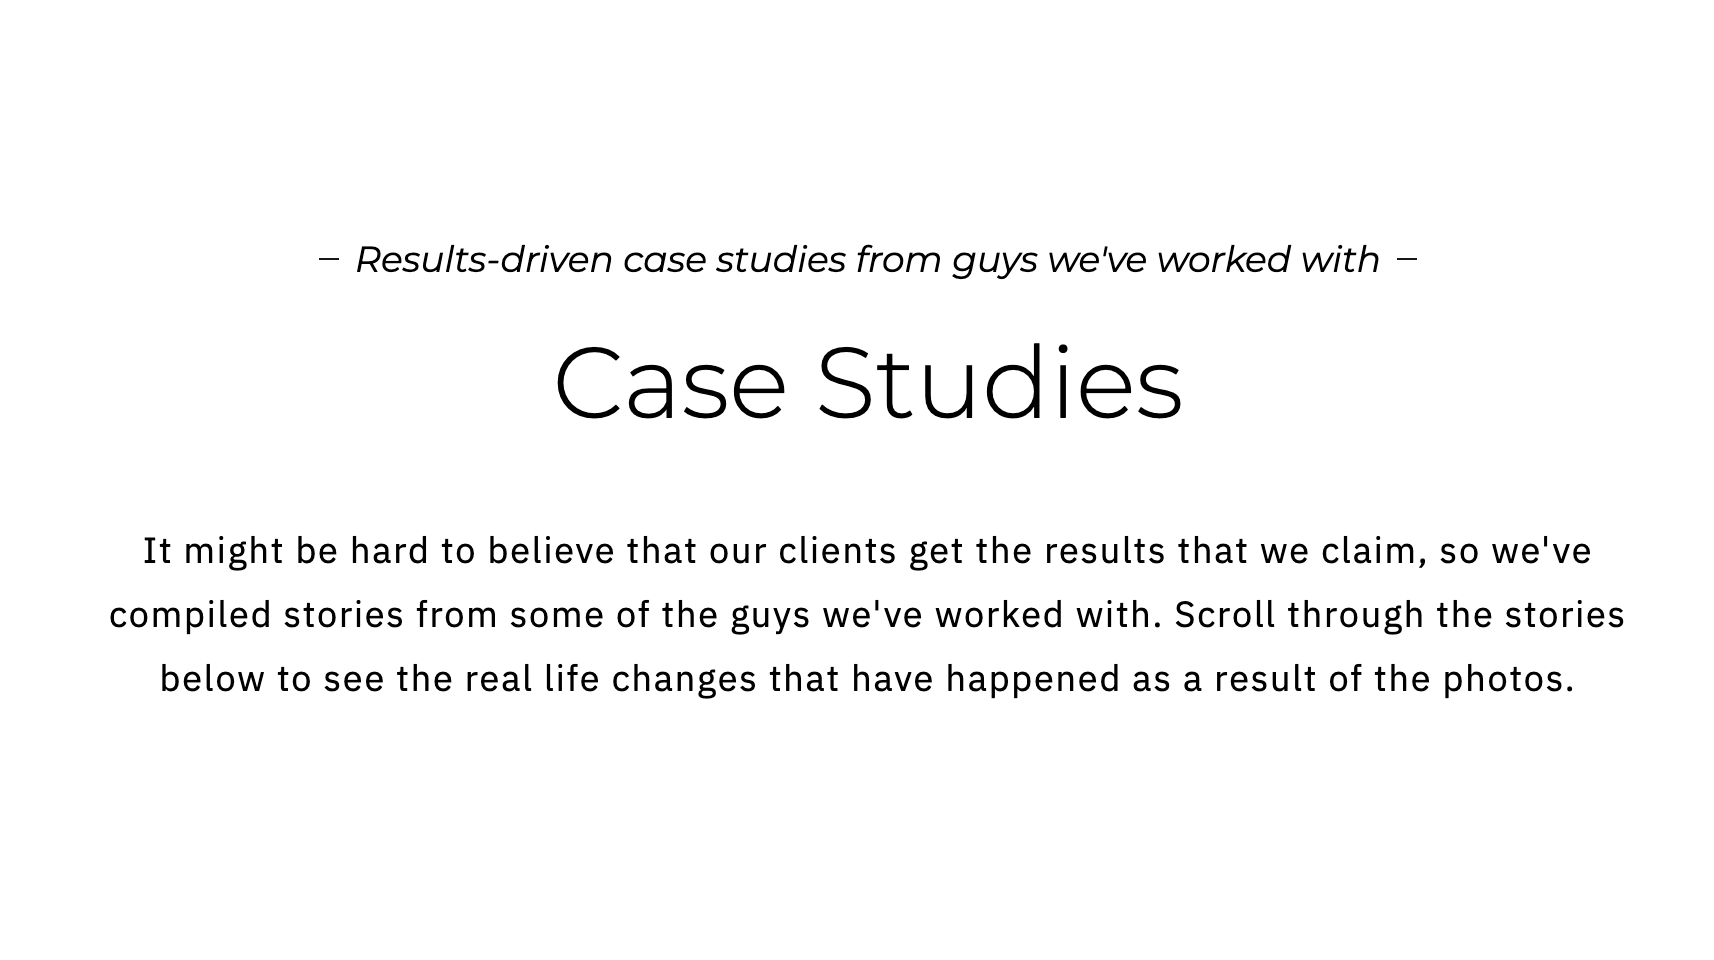 – Results-driven case studies from guys we've worked with –
Case Studies
It might be hard to believe that our clients get the results that we claim, so we've
compiled stories from some of the guys we've worked with. Scroll through the stories
below to see the real life changes that have happened as a result of the photos.